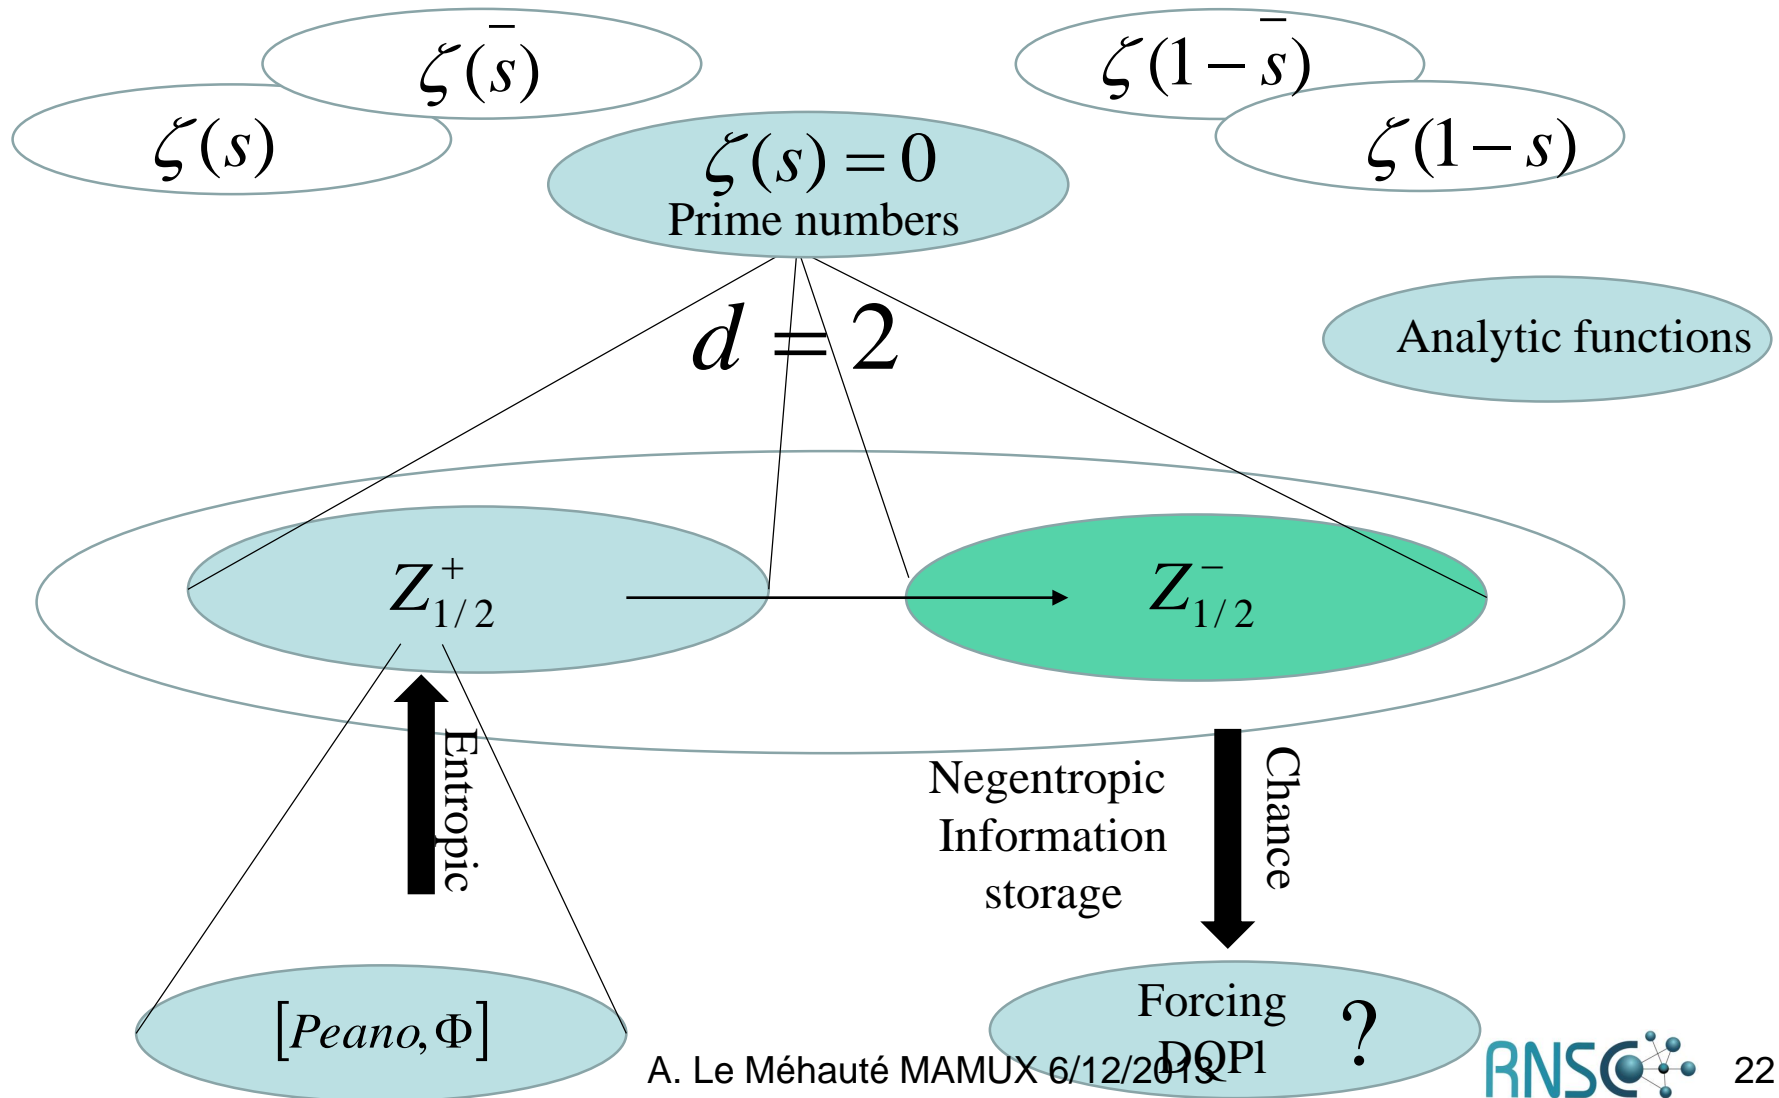 ζ(s̄)
ζ(1 − s̄)
ζ(s)
ζ(s) = 0
ζ(1 − s)
Prime numbers
d = 2
Analytic functions
Z⁺₁/₂
Z⁻₁/₂
Entropic
Negentropic
Information
storage
Chance
[Peano, Φ]
Forcing
DQPl
?
A. Le Méhauté MAMUX 6/12/2013
RNSC
22